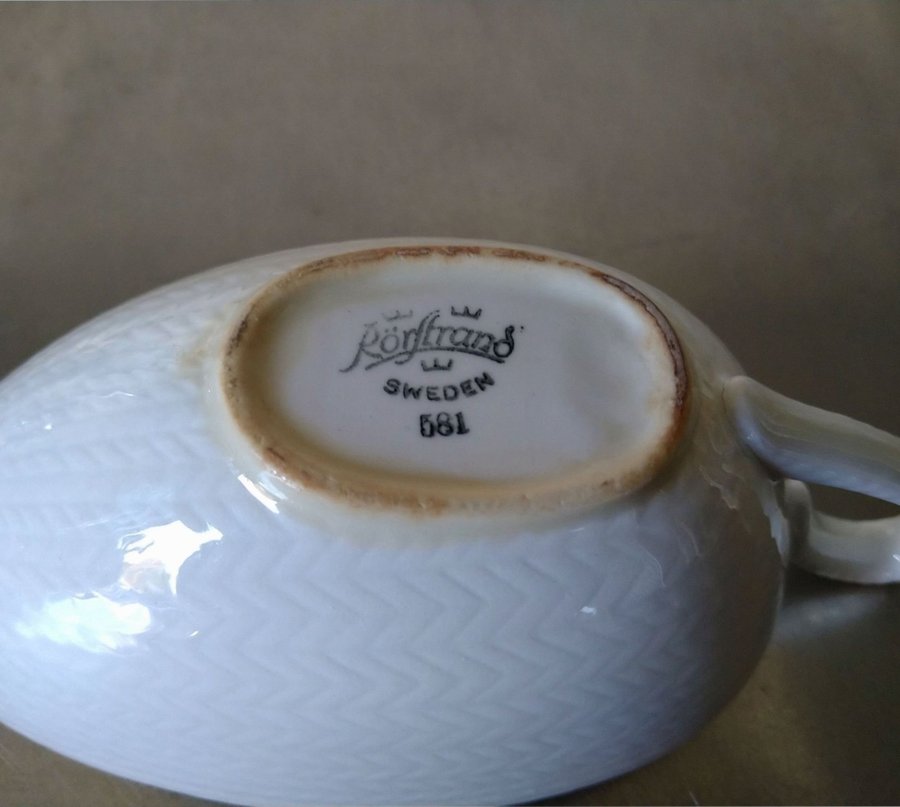 Rörstrand
SWEDEN
581